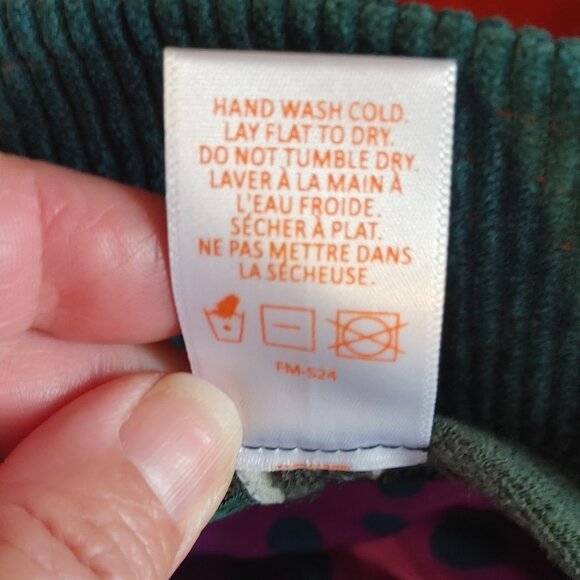 HAND WASH COLD.
LAY FLAT TO DRY.
DO NOT TUMBLE DRY.
LAVER À LA MAIN À
L'EAU FROIDE.
SÉCHER À PLAT.
NE PAS METTRE DANS
LA SÉCHEUSE.
FM-524